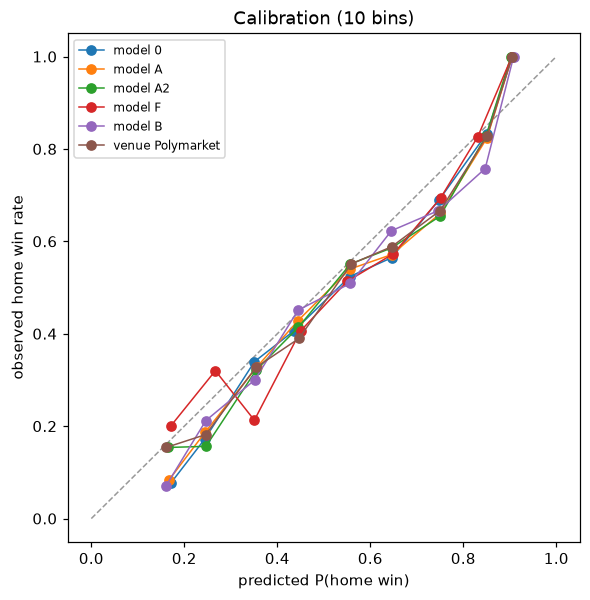 Calibration (10 bins)
model 0
model A
model A2
model F
model B
venue Polymarket
observed home win rate
1.0
0.8
0.6
0.4
0.2
0.0
0.0 0.2 0.4 0.6 0.8 1.0
predicted P(home win)